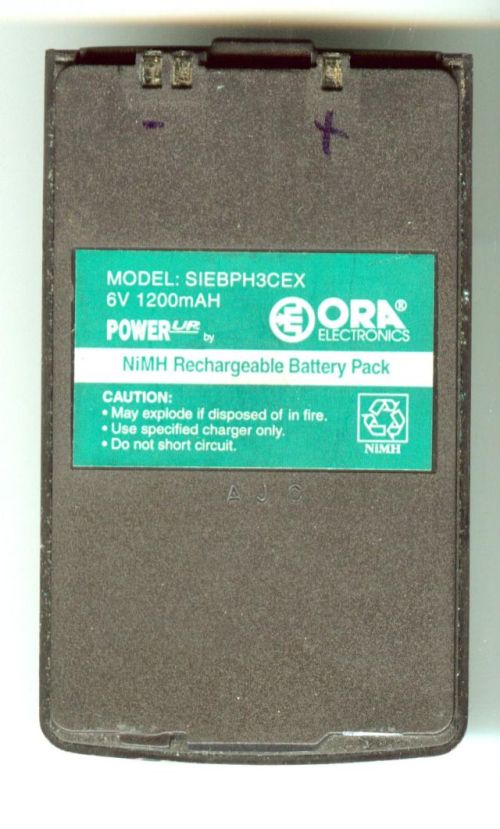 - +
MODEL: SIEBPH3CEX
6V 1200mAH
POWER UP by
ORA®
ELECTRONICS
NiMH Rechargeable Battery Pack
CAUTION:
• May explode if disposed of in fire.
• Use specified charger only.
• Do not short circuit.
NiMH
A J C